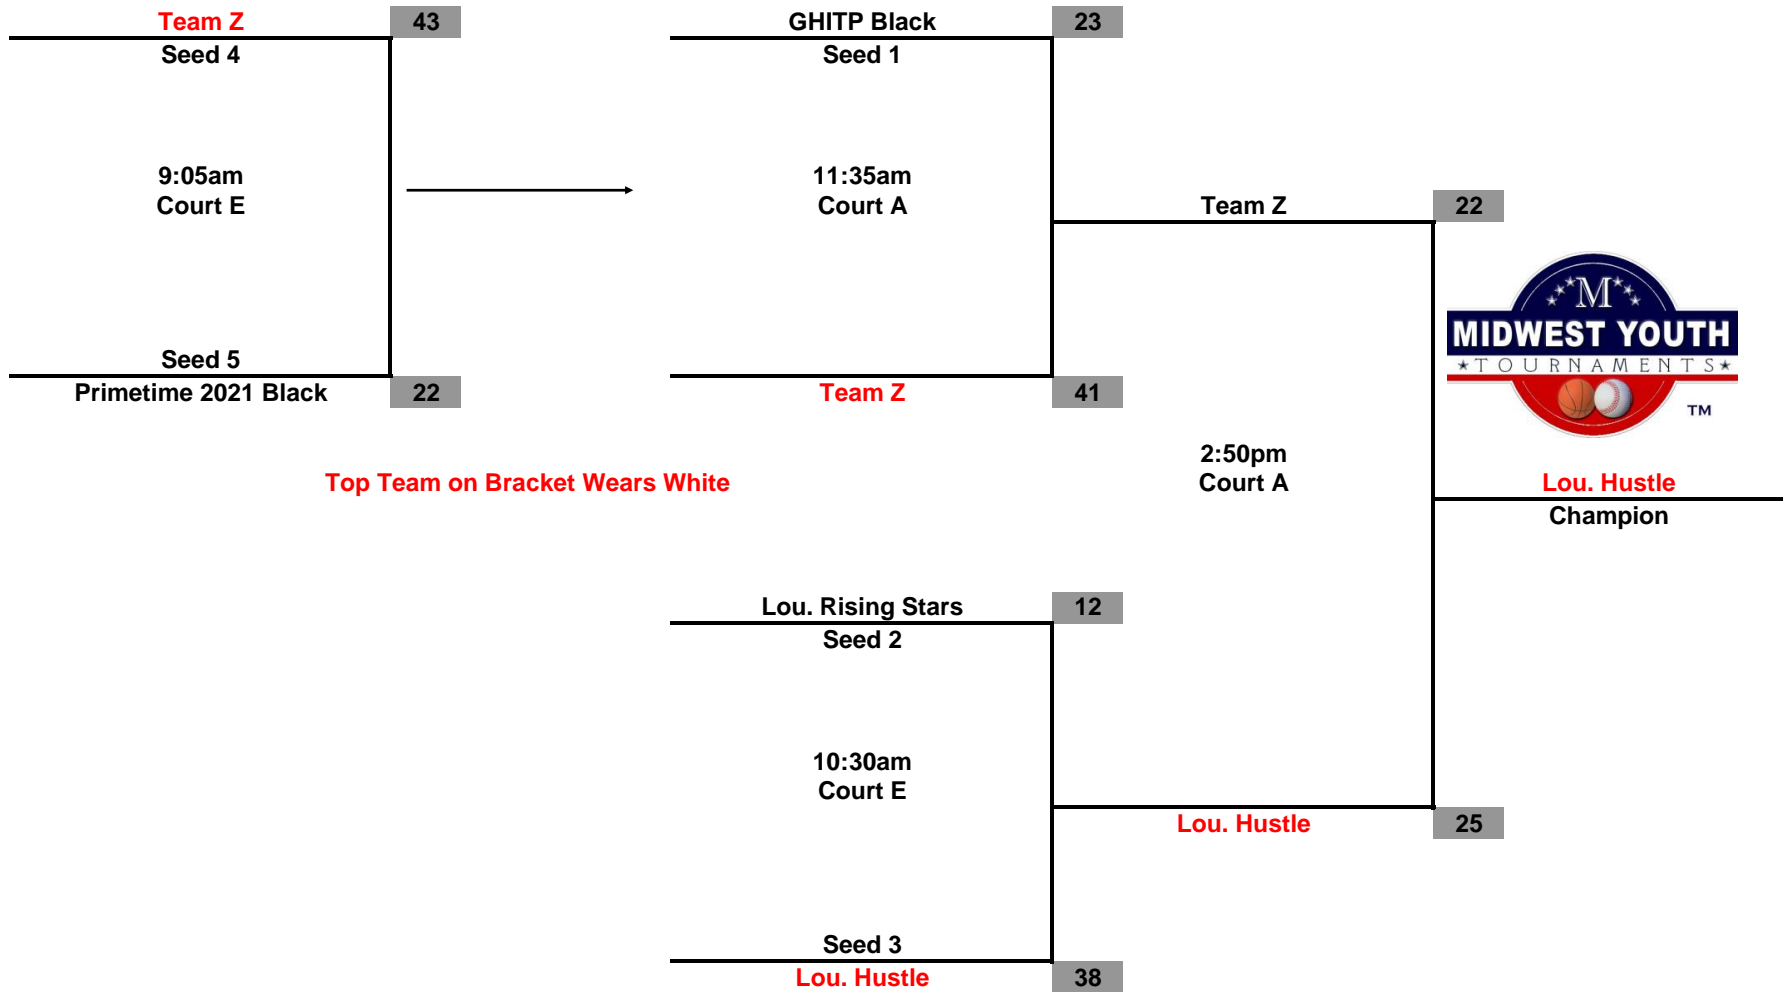 Team Z 43
Seed 4
9:05am
Court E
Seed 5
Primetime 2021 Black 22
GHITP Black 23
Seed 1
11:35am
Court A
Team Z 41
Team Z 22
2:50pm
Court A
M
MIDWEST YOUTH
TOURNAMENTS
TM
Top Team on Bracket Wears White
Lou. Hustle
Champion
Lou. Rising Stars 12
Seed 2
10:30am
Court E
Lou. Hustle 25
Seed 3
Lou. Hustle 38